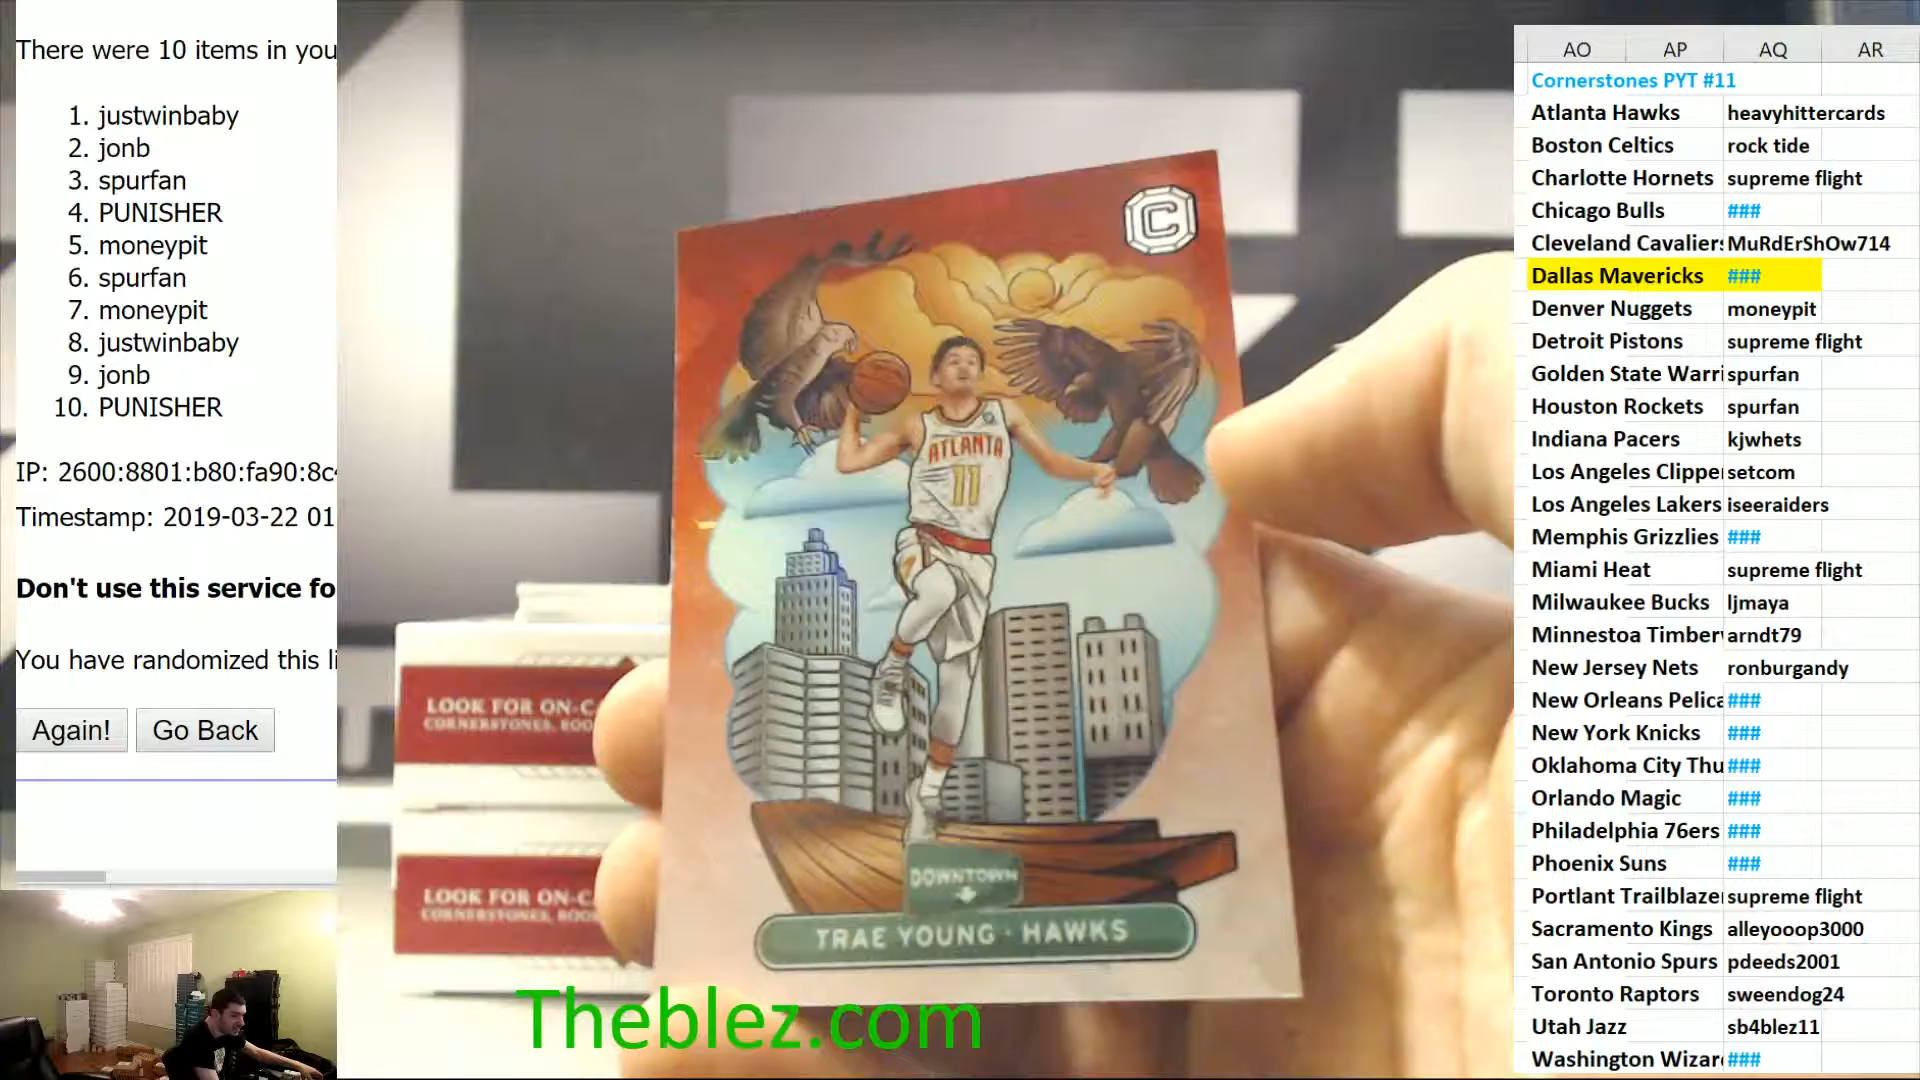 There were 10 items in you
1. justwinbaby
2. jonb
3. spurfan
4. PUNISHER
5. moneypit
6. spurfan
7. moneypit
8. justwinbaby
9. jonb
10. PUNISHER
IP: 2600:8801:b80:fa90:8c
Timestamp: 2019-03-22 01
Don't use this service fo
You have randomized this li
Again! Go Back
C
ATLANTA
11
DOWNTOWN
TRAE YOUNG · HAWKS
LOOK FOR ON-C
CORNERSTONES, BOO
LOOK FOR ON-C
CORNERSTONES, BOO
Theblez.com
AO AP AQ AR
Cornerstones PYT #11
Atlanta Hawks heavyhittercards
Boston Celtics rock tide
Charlotte Hornets supreme flight
Chicago Bulls ###
Cleveland Cavaliers MuRdErShOw714
Dallas Mavericks ###
Denver Nuggets moneypit
Detroit Pistons supreme flight
Golden State Warri spurfan
Houston Rockets spurfan
Indiana Pacers kjwhets
Los Angeles Clippe setcom
Los Angeles Lakers iseeraiders
Memphis Grizzlies ###
Miami Heat supreme flight
Milwaukee Bucks ljmaya
Minnestoa Timber arndt79
New Jersey Nets ronburgandy
New Orleans Pelica ###
New York Knicks ###
Oklahoma City Thu ###
Orlando Magic ###
Philadelphia 76ers ###
Phoenix Suns ###
Portlant Trailblaze supreme flight
Sacramento Kings alleyooop3000
San Antonio Spurs pdeeds2001
Toronto Raptors sweendog24
Utah Jazz sb4blez11
Washington Wizar ###